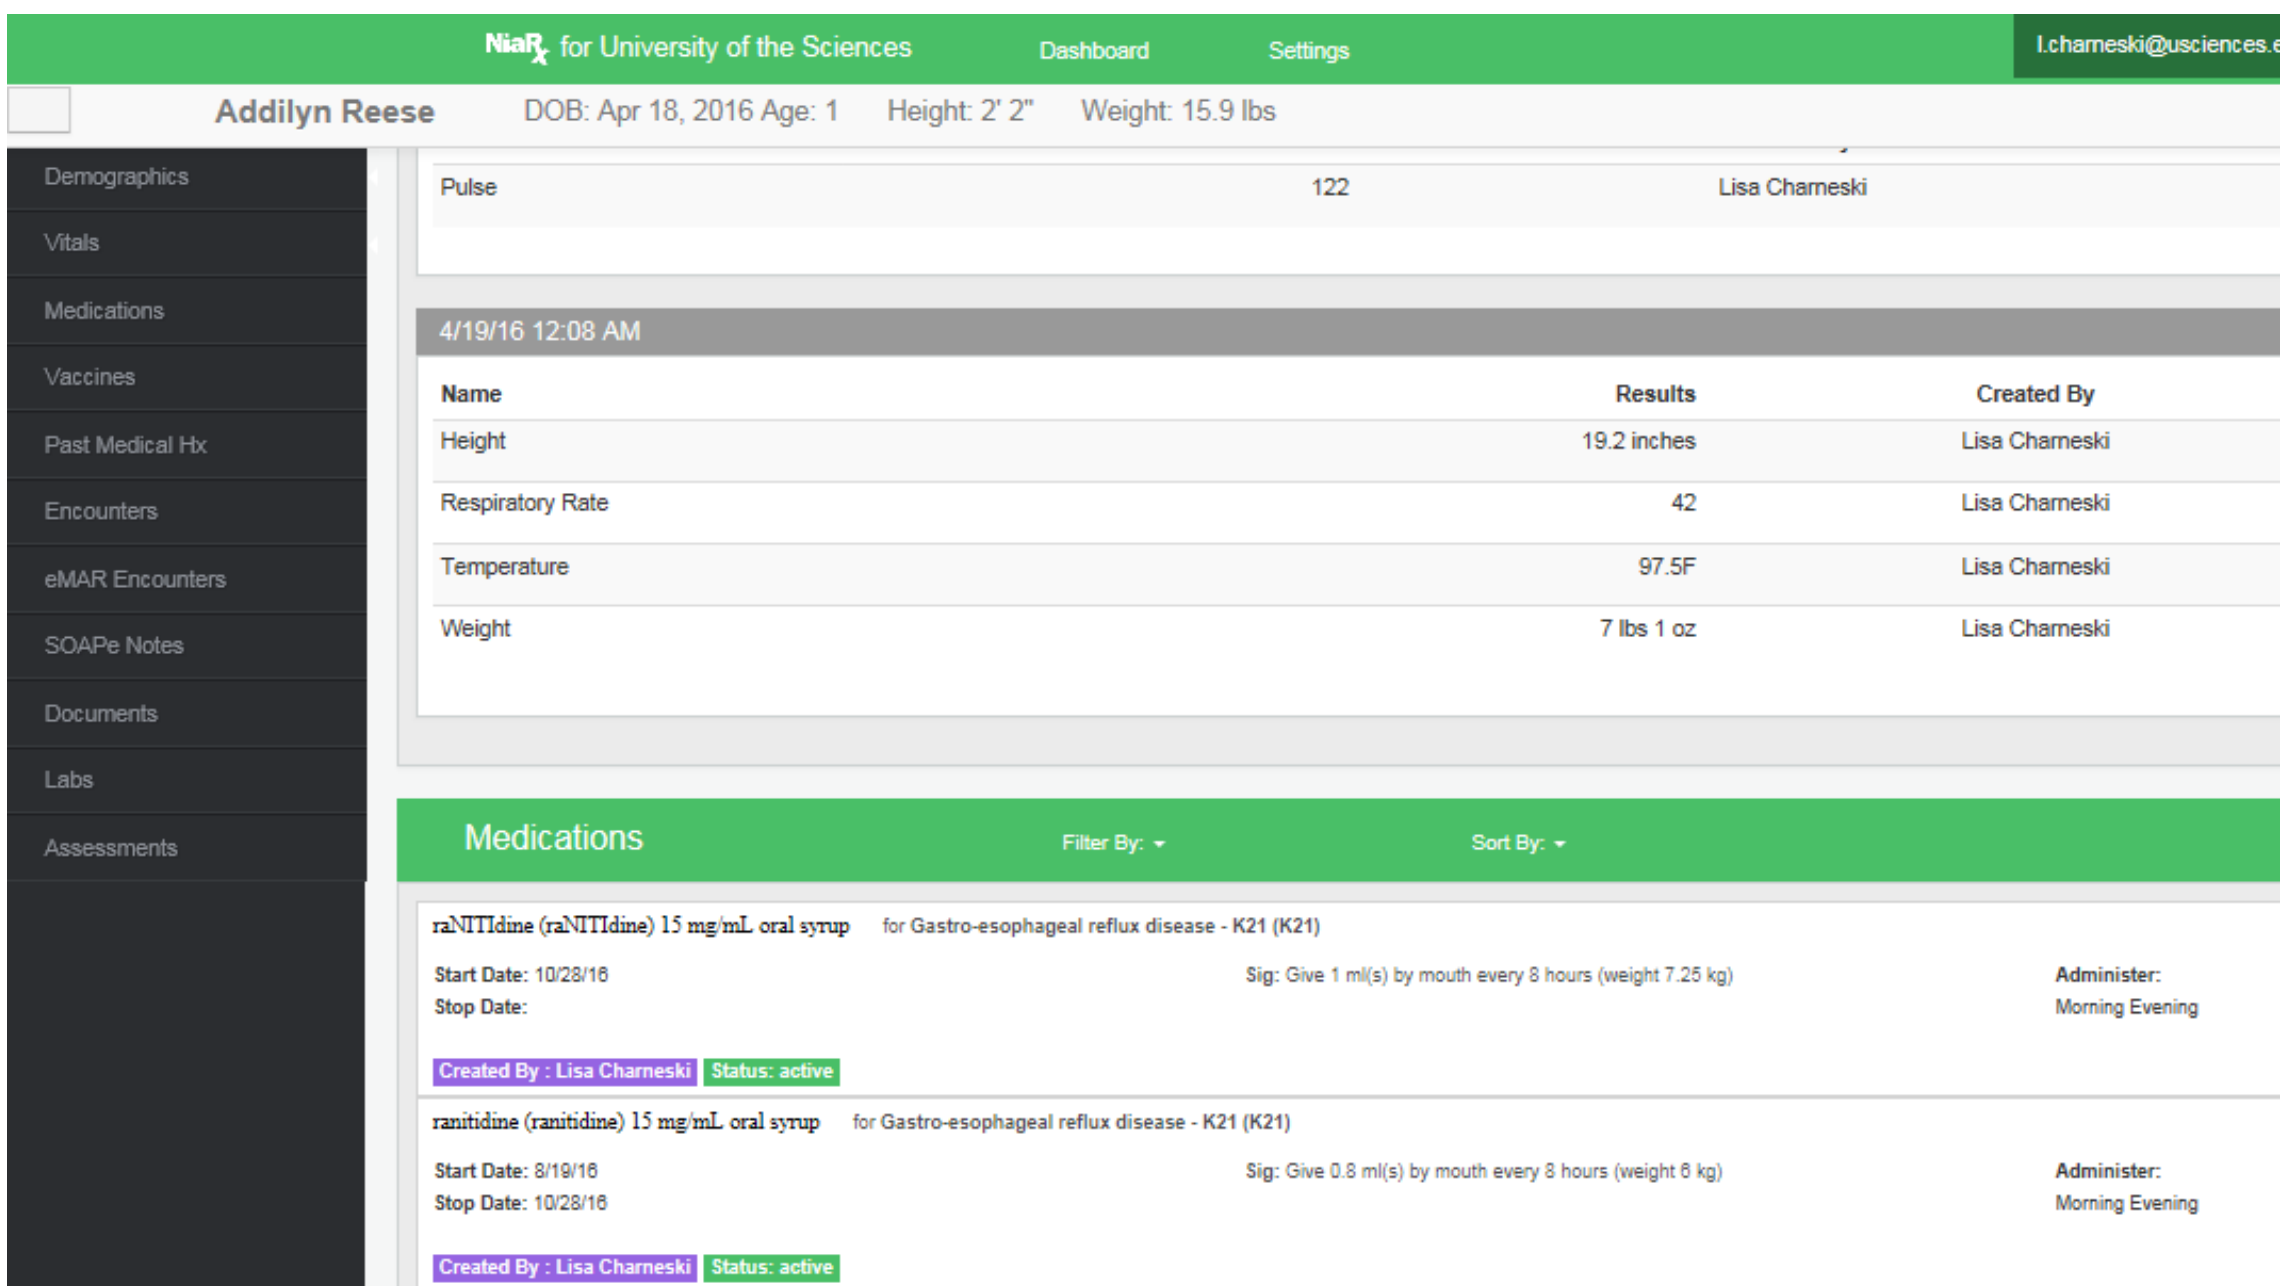 NiaRx for University of the Sciences Dashboard Settings l.charneski@usciences.e
Addilyn Reese DOB: Apr 18, 2016 Age: 1 Height: 2' 2" Weight: 15.9 lbs
Demographics
Vitals
Medications
Vaccines
Past Medical Hx
Encounters
eMAR Encounters
SOAPe Notes
Documents
Labs
Assessments
Pulse 122 Lisa Charneski
4/19/16 12:08 AM
Name Results Created By
Height 19.2 inches Lisa Charneski
Respiratory Rate 42 Lisa Charneski
Temperature 97.5F Lisa Charneski
Weight 7 lbs 1 oz Lisa Charneski
Medications Filter By: Sort By:
raNITIdine (raNITIdine) 15 mg/mL oral syrup for Gastro-esophageal reflux disease - K21 (K21)
Start Date: 10/28/16 Sig: Give 1 ml(s) by mouth every 8 hours (weight 7.25 kg) Administer:
Stop Date: Morning Evening
Created By : Lisa Charneski Status: active
ranitidine (ranitidine) 15 mg/mL oral syrup for Gastro-esophageal reflux disease - K21 (K21)
Start Date: 8/19/16 Sig: Give 0.8 ml(s) by mouth every 8 hours (weight 6 kg) Administer:
Stop Date: 10/28/16 Morning Evening
Created By : Lisa Charneski Status: active